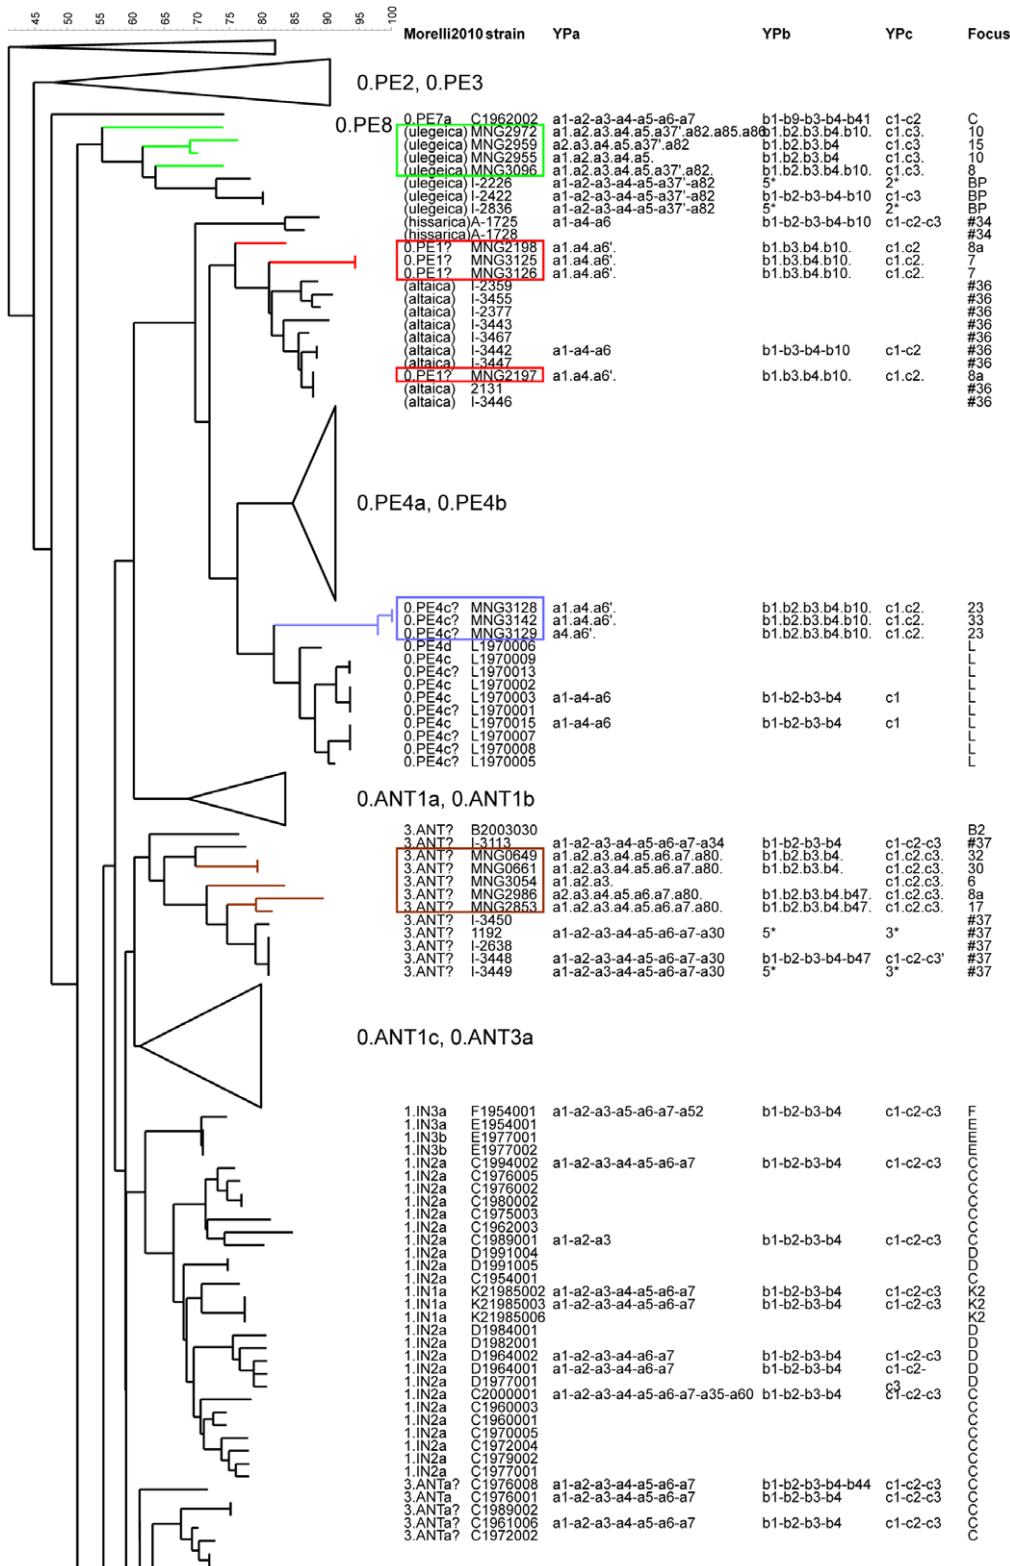 45 50 55 60 65 70 75 80 85 90 95 100
Morelli2010 strain YPa YPb YPc Focus
0.PE2, 0.PE3
0.PE8
0.PE7a C1962002 a1-a2-a3-a4-a5-a6-a7 b1-b9-b3-b4-b41 c1-c2 C
(ulegeica) MNG2972 a1.a2.a3.a4.a5.a37'.a82.a85.a86 b1.b2.b3.b4.b10. c1.c3. 10
(ulegeica) MNG2959 a2.a3.a4.a5.a37'.a82 b1.b2.b3.b4 c1.c3 15
(ulegeica) MNG2955 a1.a2.a3.a4.a5. b1.b2.b3.b4 c1.c3. 10
(ulegeica) MNG3096 a1.a2.a3.a4.a5.a37'.a82. b1.b2.b3.b4.b10. c1.c3. 8
(ulegeica) I-2226 a1-a2-a3-a4-a5-a37'-a82 5* 2* BP
(ulegeica) I-2422 a1-a2-a3-a4-a5-a37'-a82 b1-b2-b3-b4-b10 c1-c3 BP
(ulegeica) I-2836 a1-a2-a3-a4-a5-a37'-a82 5* 2* BP
(hissarica) A-1725 a1-a4-a6 b1-b2-b3-b4-b10 c1-c2-c3 #34
(hissarica) A-1728 #34
0.PE1? MNG2198 a1.a4.a6'. b1.b3.b4.b10. c1.c2 8a
0.PE1? MNG3125 a1.a4.a6'. b1.b3.b4.b10. c1.c2. 7
0.PE1? MNG3126 a1.a4.a6'. b1.b3.b4.b10. c1.c2. 7
(altaica) I-2359 #36
(altaica) I-3455 #36
(altaica) I-2377 #36
(altaica) I-3443 #36
(altaica) I-3467 #36
(altaica) I-3442 a1-a4-a6 b1-b3-b4-b10 c1-c2 #36
(altaica) I-3447 #36
0.PE1? MNG2197 a1.a4.a6'. b1.b3.b4.b10. c1.c2. 8a
(altaica) 2131 #36
(altaica) I-3446 #36
0.PE4a, 0.PE4b
0.PE4c? MNG3128 a1.a4.a6'. b1.b2.b3.b4.b10. c1.c2. 23
0.PE4c? MNG3142 a1.a4.a6'. b1.b2.b3.b4.b10. c1.c2. 33
0.PE4c? MNG3129 a4.a6'. b1.b2.b3.b4.b10. c1.c2. 23
0.PE4d L1970006 L
0.PE4c L1970009 L
0.PE4c? L1970013 L
0.PE4c L1970002 L
0.PE4c L1970003 a1-a4-a6 b1-b2-b3-b4 c1 L
0.PE4c? L1970001 L
0.PE4c L1970015 a1-a4-a6 b1-b2-b3-b4 c1 L
0.PE4c? L1970007 L
0.PE4c? L1970008 L
0.PE4c? L1970005 L
0.ANT1a, 0.ANT1b
3.ANT? B2003030 B2
3.ANT? I-3113 a1-a2-a3-a4-a5-a6-a7-a34 b1-b2-b3-b4 c1-c2-c3 #37
3.ANT? MNG0649 a1.a2.a3.a4.a5.a6.a7.a80. b1.b2.b3.b4. c1.c2.c3. 32
3.ANT? MNG0661 a1.a2.a3.a4.a5.a6.a7.a80. b1.b2.b3.b4. c1.c2.c3. 30
3.ANT? MNG3054 a1.a2.a3. c1.c2.c3. 6
3.ANT? MNG2986 a2.a3.a4.a5.a6.a7.a80. b1.b2.b3.b4.b47. c1.c2.c3. 8a
3.ANT? MNG2853 a1.a2.a3.a4.a5.a6.a7.a80. b1.b2.b3.b4.b47. c1.c2.c3. 17
3.ANT? I-3450 #37
3.ANT? 1192 a1-a2-a3-a4-a5-a6-a7-a30 5* 3* #37
3.ANT? I-2638 #37
3.ANT? I-3448 a1-a2-a3-a4-a5-a6-a7-a30 b1-b2-b3-b4-b47 c1-c2-c3' #37
3.ANT? I-3449 a1-a2-a3-a4-a5-a6-a7-a30 5* 3* #37
0.ANT1c, 0.ANT3a
1.IN3a F1954001 a1-a2-a3-a5-a6-a7-a52 b1-b2-b3-b4 c1-c2-c3 F
1.IN3a E1954001 E
1.IN3b E1977001 E
1.IN3b E1977002 E
1.IN2a C1994002 a1-a2-a3-a4-a5-a6-a7 b1-b2-b3-b4 c1-c2-c3 C
1.IN2a C1976005 C
1.IN2a C1976002 C
1.IN2a C1980002 C
1.IN2a C1975003 C
1.IN2a C1962003 C
1.IN2a C1989001 a1-a2-a3 b1-b2-b3-b4 c1-c2-c3 C
1.IN2a D1991004 D
1.IN2a D1991005 D
1.IN2a C1954001 C
1.IN1a K21985002 a1-a2-a3-a4-a5-a6-a7 b1-b2-b3-b4 c1-c2-c3 K2
1.IN1a K21985003 a1-a2-a3-a4-a5-a6-a7 b1-b2-b3-b4 c1-c2-c3 K2
1.IN1a K21985006 K2
1.IN2a D1984001 D
1.IN2a D1982001 D
1.IN2a D1964002 a1-a2-a3-a4-a6-a7 b1-b2-b3-b4 c1-c2-c3 D
1.IN2a D1964001 a1-a2-a3-a4-a6-a7 b1-b2-b3-b4 c1-c2- D
1.IN2a D1977001 c3 D
1.IN2a C2000001 a1-a2-a3-a4-a5-a6-a7-a35-a60 b1-b2-b3-b4 c1-c2-c3 C
1.IN2a C1960003 C
1.IN2a C1960001 C
1.IN2a C1970005 C
1.IN2a C1972004 C
1.IN2a C1979002 C
1.IN2a C1977001 C
3.ANTa? C1976008 a1-a2-a3-a4-a5-a6-a7 b1-b2-b3-b4-b44 c1-c2-c3 C
3.ANTa C1976001 a1-a2-a3-a4-a5-a6-a7 b1-b2-b3-b4 c1-c2-c3 C
3.ANTa? C1989002 C
3.ANTa? C1961006 a1-a2-a3-a4-a5-a6-a7 b1-b2-b3-b4 c1-c2-c3 C
3.ANTa? C1972002 C